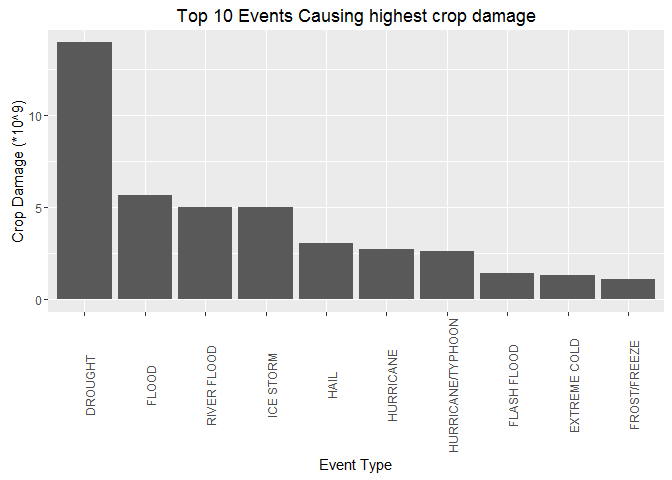 Top 10 Events Causing highest crop damage
Crop Damage (*10^9)
10
5
0
DROUGHT
FLOOD
RIVER FLOOD
ICE STORM
HAIL
HURRICANE
HURRICANE/TYPHOON
FLASH FLOOD
EXTREME COLD
FROST/FREEZE
Event Type